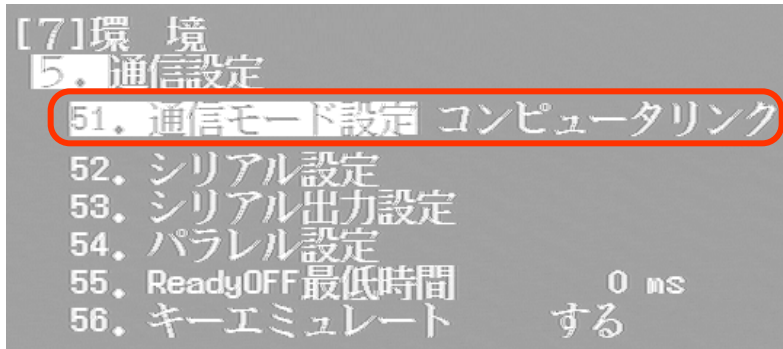 [7]環 境
5. 通信設定
51. 通信モード設定 コンピュータリンク
52. シリアル設定
53. シリアル出力設定
54. パラレル設定
55. ReadyOFF最低時間 0 ms
56. キーエミュレート する